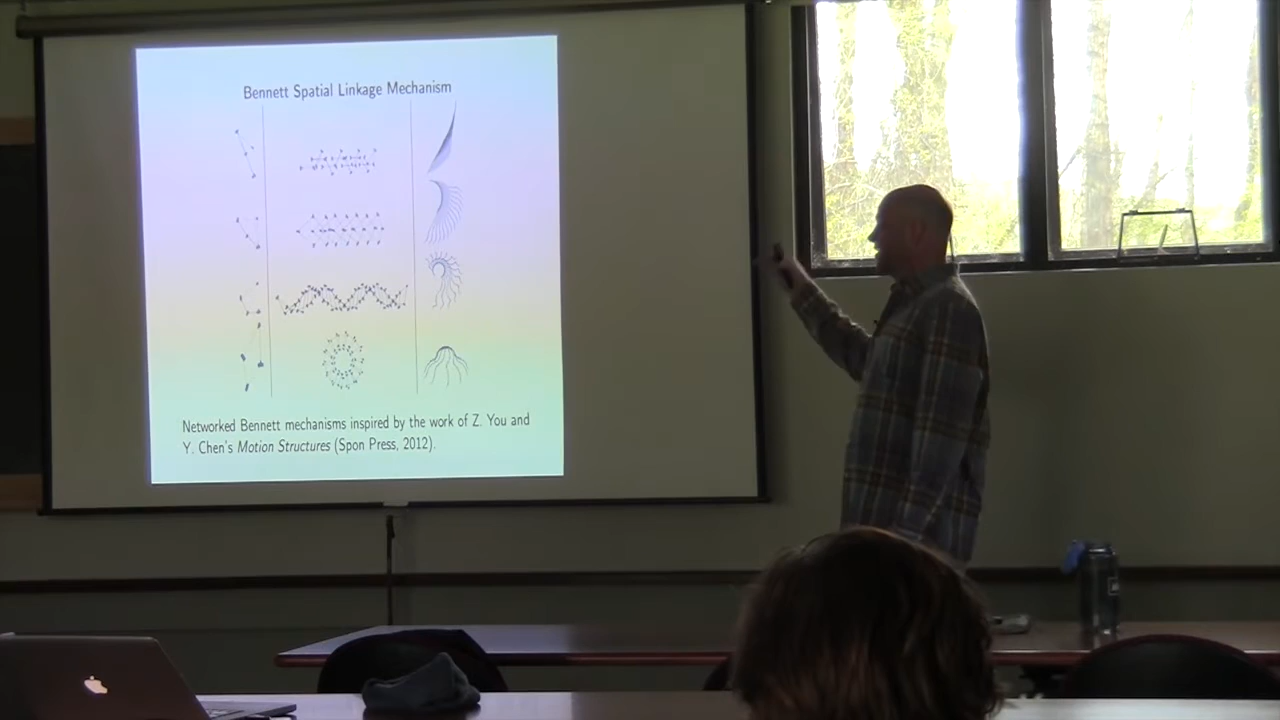 Bennett Spatial Linkage Mechanism
Networked Bennett mechanisms inspired by the work of Z. You and
Y. Chen's Motion Structures (Spon Press, 2012).